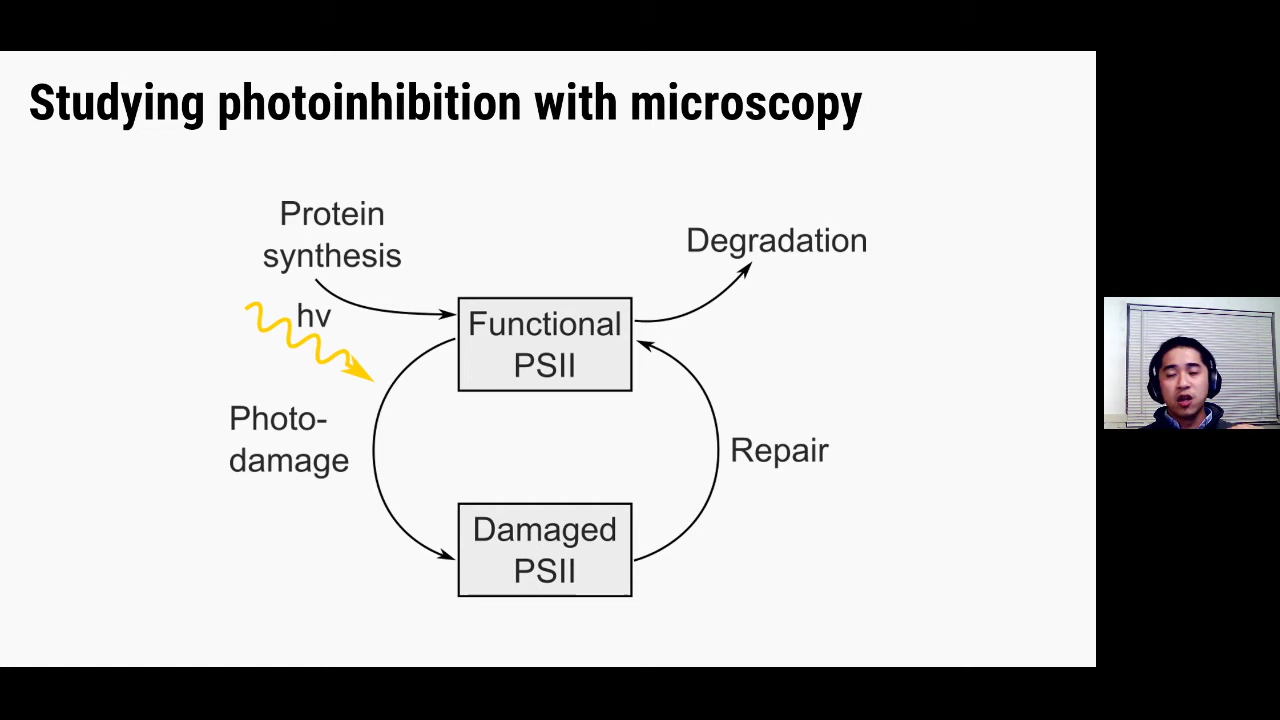 Studying photoinhibition with microscopy
Protein
synthesis
Degradation
hv
Functional
PSII
Photo-
damage
Repair
Damaged
PSII